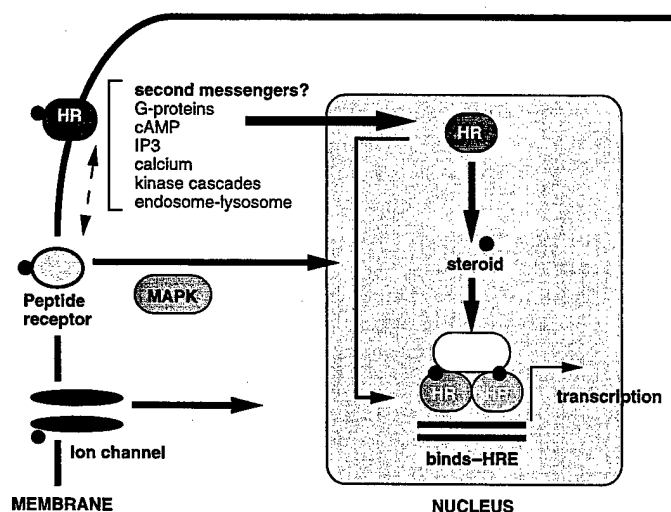 HR
second messengers?
G-proteins
cAMP
IP3
calcium
kinase cascades
endosome-lysosome
HR
steroid
Peptide
receptor
MAPK
HR
HR
transcription
binds–HRE
Ion channel
MEMBRANE
NUCLEUS